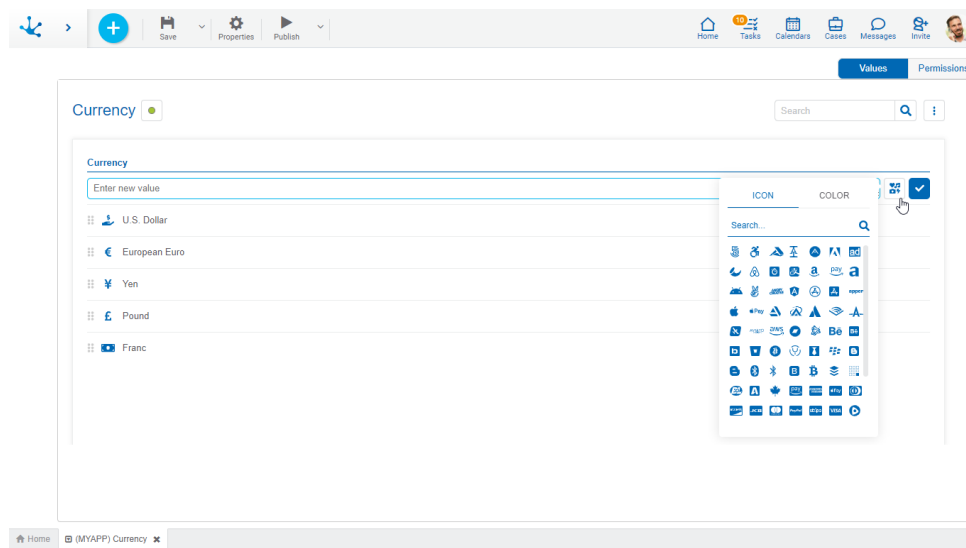 10
Save
Properties
Publish
Home
Tasks
Calendars
Cases
Messages
Invite
Values
Permissions
Currency
Search
Currency
Enter new value
U.S. Dollar
European Euro
Yen
Pound
Franc
ICON
COLOR
Search...
Home
(MYAPP) Currency